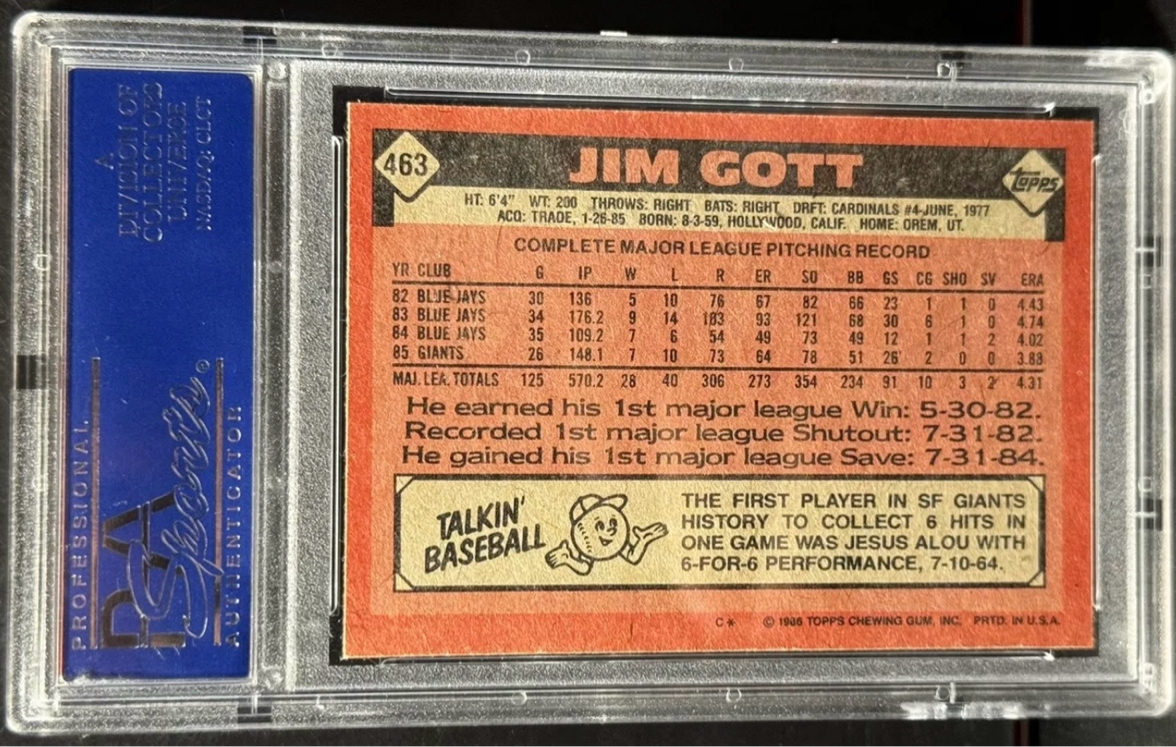 A
DIVISION OF
COLLECTORS
UNIVERSE
NASDAQ: CLCT
PROFESSIONAL
PSA
Sports®
AUTHENTICATOR
463
JIM GOTT
topps
HT: 6'4" WT: 200 THROWS: RIGHT BATS: RIGHT DRFT: CARDINALS #4-JUNE, 1977
ACQ: TRADE, 1-26-85 BORN: 8-3-59, HOLLYWOOD, CALIF. HOME: OREM, UT.
COMPLETE MAJOR LEAGUE PITCHING RECORD
YR CLUB G IP W L R ER SO BB GS CG SHO SV ERA
82 BLUE JAYS 30 136 5 10 76 67 82 66 23 1 1 0 4.43
83 BLUE JAYS 34 176.2 9 14 103 93 121 68 30 6 1 0 4.74
84 BLUE JAYS 35 109.2 7 6 54 49 73 49 12 1 1 2 4.02
85 GIANTS 26 148.1 7 10 73 64 78 51 26 2 0 0 3.88
MAJ. LEA. TOTALS 125 570.2 28 40 306 273 354 234 91 10 3 2 4.31
He earned his 1st major league Win: 5-30-82.
Recorded 1st major league Shutout: 7-31-82.
He gained his 1st major league Save: 7-31-84.
TALKIN'
BASEBALL
THE FIRST PLAYER IN SF GIANTS
HISTORY TO COLLECT 6 HITS IN
ONE GAME WAS JESUS ALOU WITH
6-FOR-6 PERFORMANCE, 7-10-64.
C* © 1986 TOPPS CHEWING GUM, INC. PRTD. IN U.S.A.